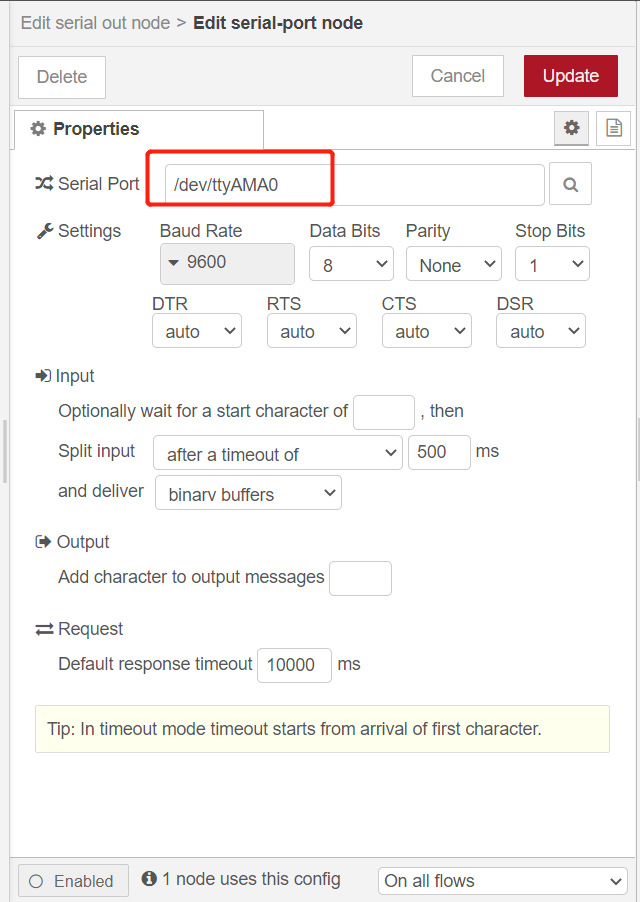 Edit serial out node > Edit serial-port node
Delete Cancel Update
Properties
Serial Port /dev/ttyAMA0
Settings Baud Rate Data Bits Parity Stop Bits
9600 8 None 1
DTR RTS CTS DSR
auto auto auto auto
Input
Optionally wait for a start character of , then
Split input after a timeout of 500 ms
and deliver binary buffers
Output
Add character to output messages
Request
Default response timeout 10000 ms
Tip: In timeout mode timeout starts from arrival of first character.
Enabled 1 node uses this config On all flows